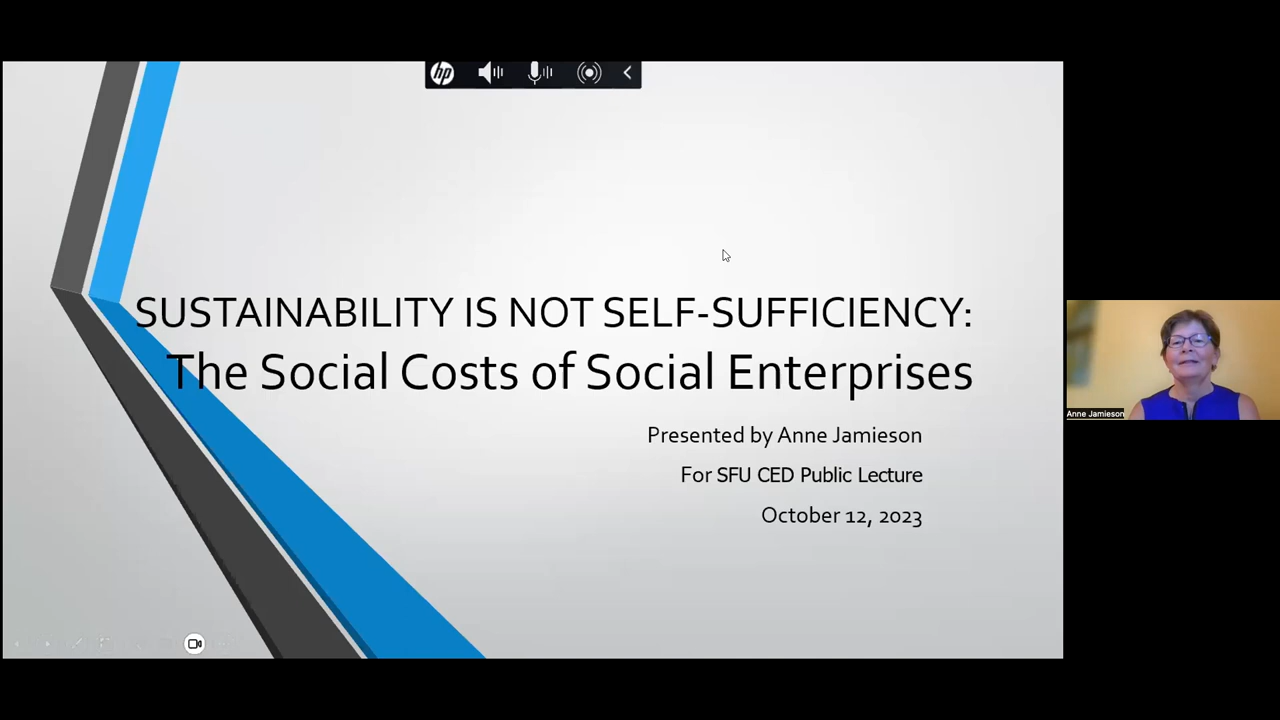 hp
SUSTAINABILITY IS NOT SELF-SUFFICIENCY:
The Social Costs of Social Enterprises
Presented by Anne Jamieson
For SFU CED Public Lecture
October 12, 2023
Anne Jamieson